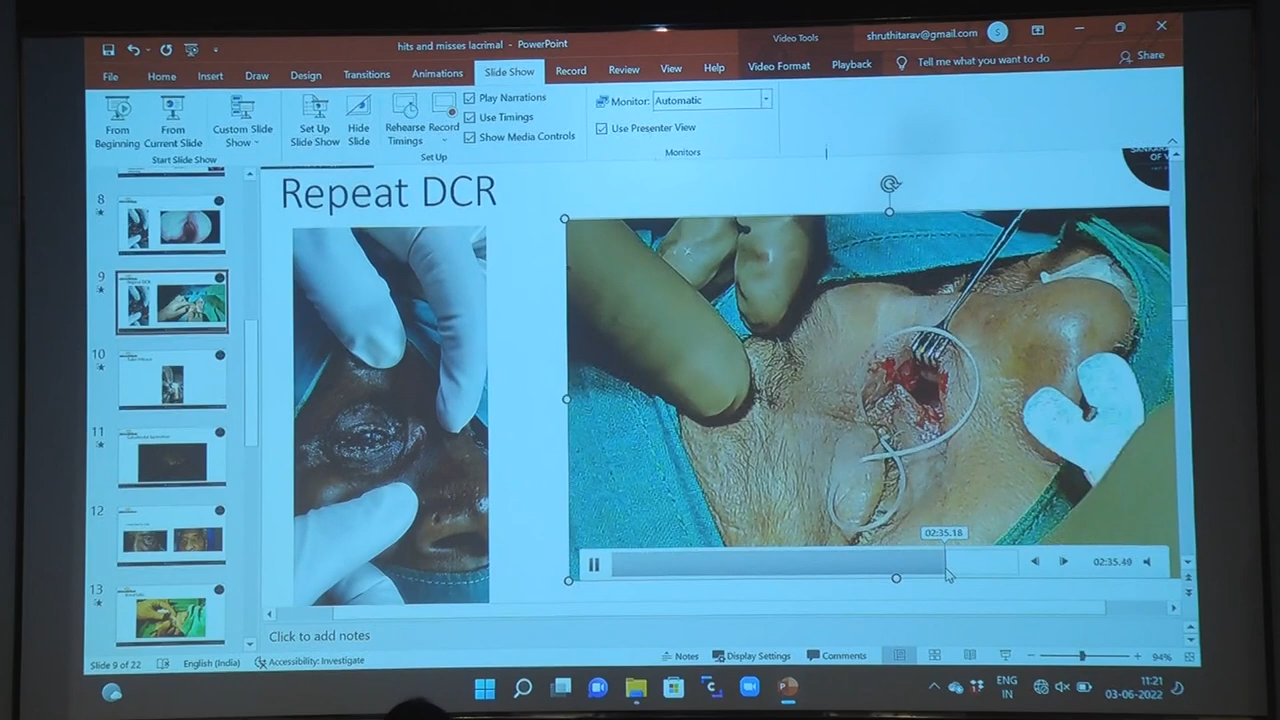 hits and misses lacrimal - PowerPoint
Video Tools
shruthitarav@gmail.com
S
File Home Insert Draw Design Transitions Animations Slide Show Record Review View Help Video Format Playback Tell me what you want to do Share
From Beginning
From Current Slide
Custom Slide Show
Set Up Slide Show
Hide Slide
Rehearse Timings
Record
Play Narrations
Use Timings
Show Media Controls
Monitor: Automatic
Use Presenter View
Start Slide Show
Set Up
Monitors
OF V
Repeat DCR
8
9
10
11
12
13
02:35.18
02:35.40
Click to add notes
Slide 9 of 22 English (India) Accessibility: Investigate Notes Display Settings Comments 94%
ENG
IN
11:21
03-06-2022